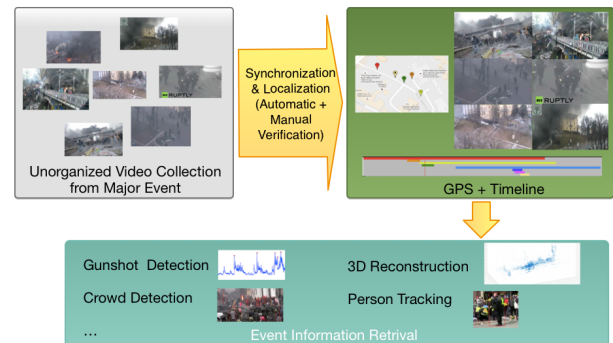 RUPTLY
Unorganized Video Collection
from Major Event
Synchronization
& Localization
(Automatic +
Manual
Verification)
RUPTLY
GPS + Timeline
Gunshot Detection
3D Reconstruction
Crowd Detection
Person Tracking
...
Event Information Retrival